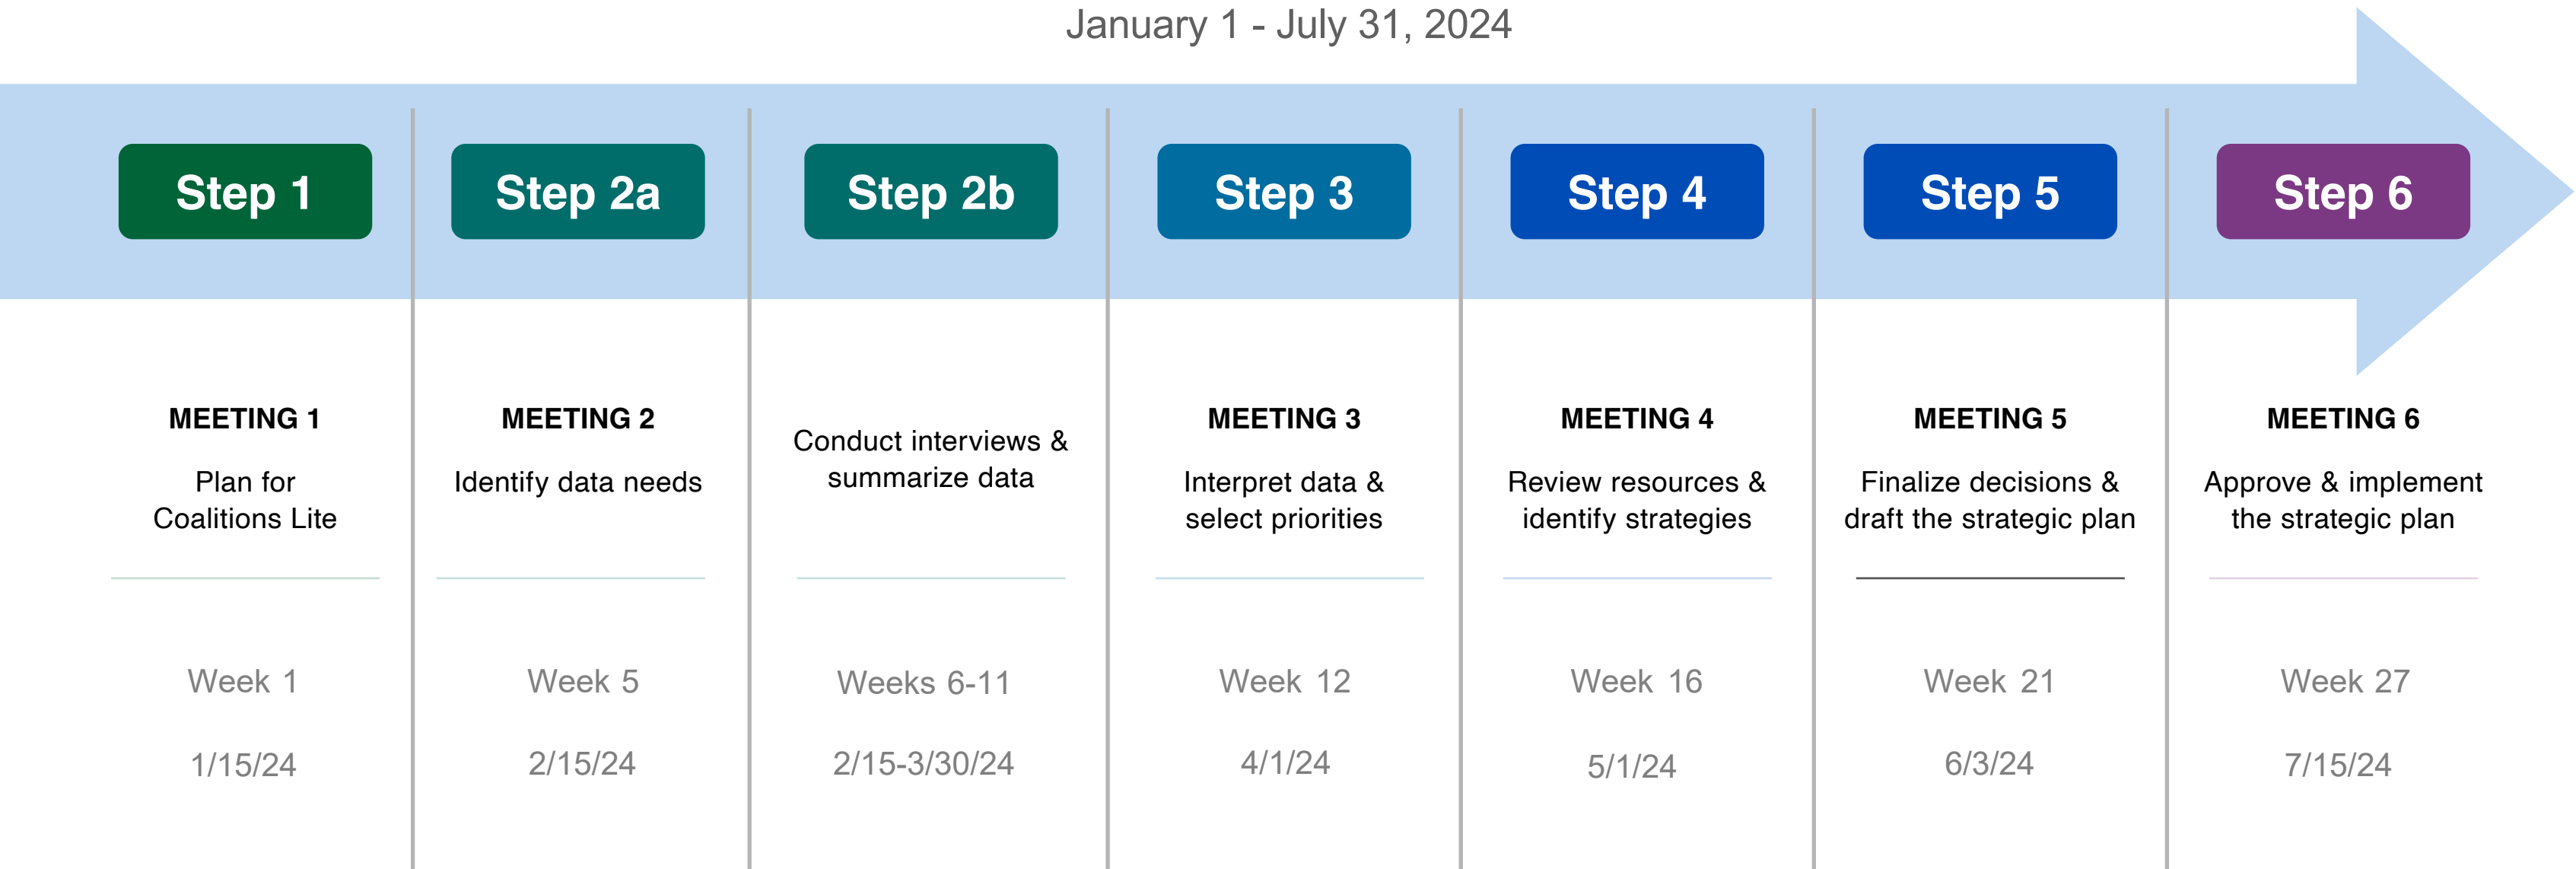 January 1 - July 31, 2024
Step 1
Step 2a
Step 2b
Step 3
Step 4
Step 5
Step 6
MEETING 1
Plan for
Coalitions Lite
MEETING 2
Identify data needs
Conduct interviews &
summarize data
MEETING 3
Interpret data &
select priorities
MEETING 4
Review resources &
identify strategies
MEETING 5
Finalize decisions &
draft the strategic plan
MEETING 6
Approve & implement
the strategic plan
Week 1
Week 5
Weeks 6-11
Week 12
Week 16
Week 21
Week 27
1/15/24
2/15/24
2/15-3/30/24
4/1/24
5/1/24
6/3/24
7/15/24